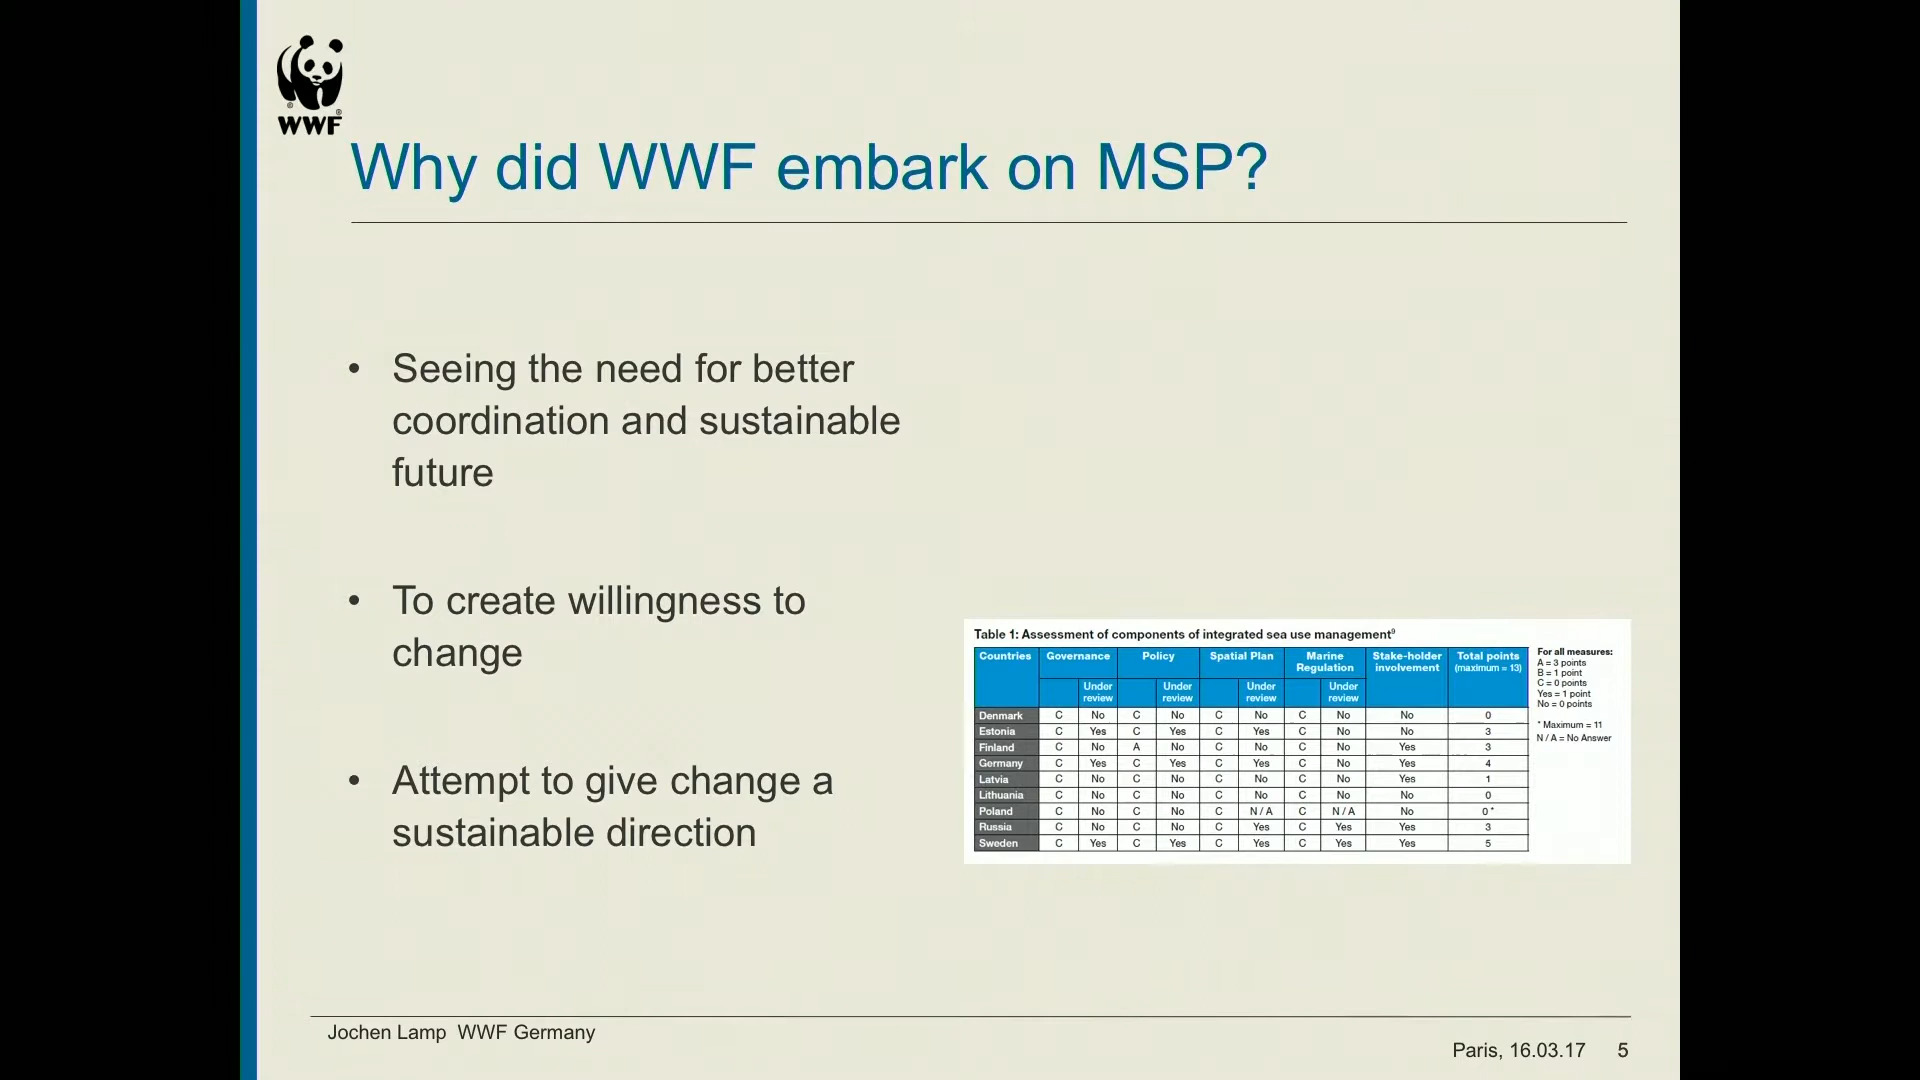 WWF
Why did WWF embark on MSP?
• Seeing the need for better
coordination and sustainable
future
• To create willingness to
change
• Attempt to give change a
sustainable direction
Table 1: Assessment of components of integrated sea use management⁹
Countries Governance Policy Spatial Plan Marine Regulation Stake-holder involvement Total points (maximum = 13)
Under review Under review Under review Under review
Denmark C No C No C No C No No 0
Estonia C Yes C Yes C Yes C No No 3
Finland C No A No C No C No Yes 3
Germany C Yes C Yes C Yes C No Yes 4
Latvia C No C No C No C No Yes 1
Lithuania C No C No C No C No No 0
Poland C No C No C N / A C N / A No 0 *
Russia C No C No C Yes C Yes Yes 3
Sweden C Yes C Yes C Yes C Yes Yes 5
For all measures:
A = 3 points
B = 1 point
C = 0 points
Yes = 1 point
No = 0 points
* Maximum = 11
N / A = No Answer
Jochen Lamp WWF Germany
Paris, 16.03.17 5